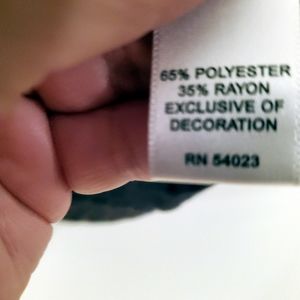 65% POLYESTER
35% RAYON
EXCLUSIVE OF
DECORATION
RN 54023